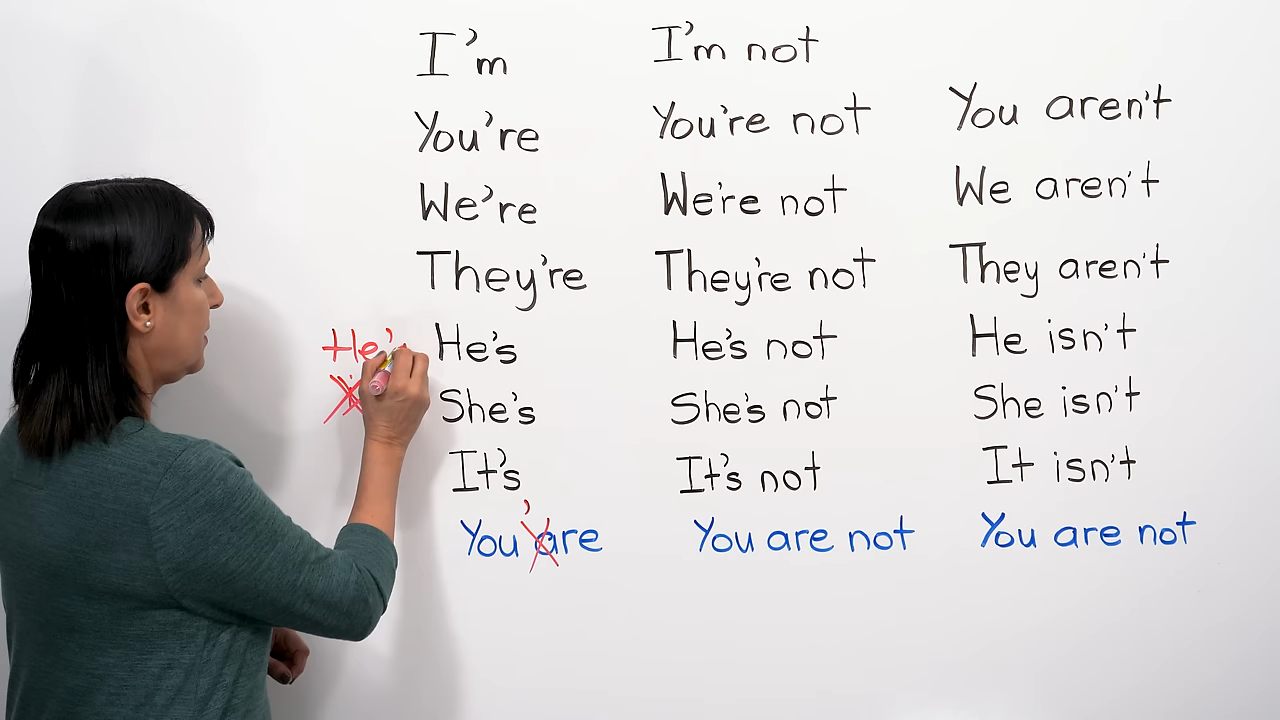 I'm I'm not
You're You're not You aren't
We're We're not We aren't
They're They're not They aren't
He' He's He's not He isn't
She's She's not She isn't
It's It's not It isn't
You 'are You are not You are not